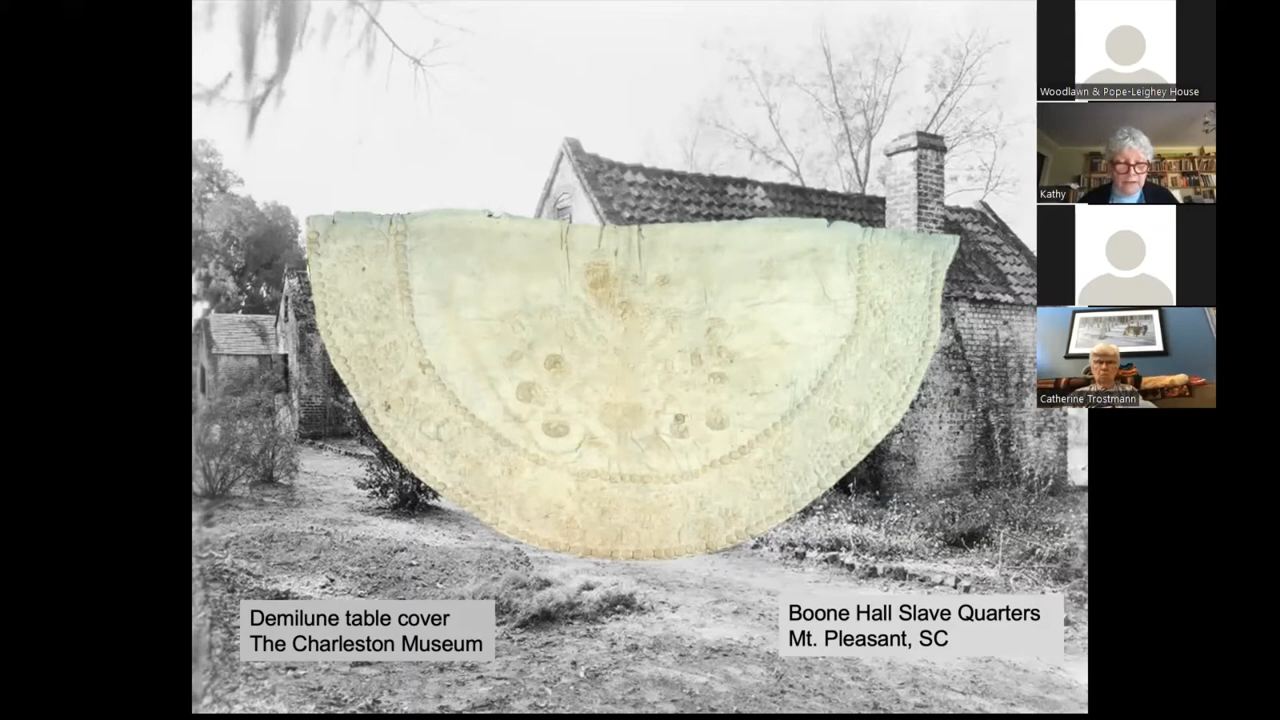 Woodlawn & Pope-Leighey House
Kathy
Catherine Trostmann
Demilune table cover
The Charleston Museum
Boone Hall Slave Quarters
Mt. Pleasant, SC